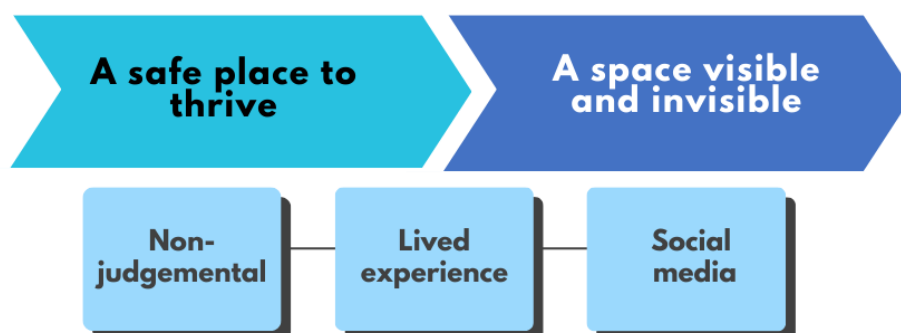 A safe place to
thrive
A space visible
and invisible
Non-
judgemental
Lived
experience
Social
media